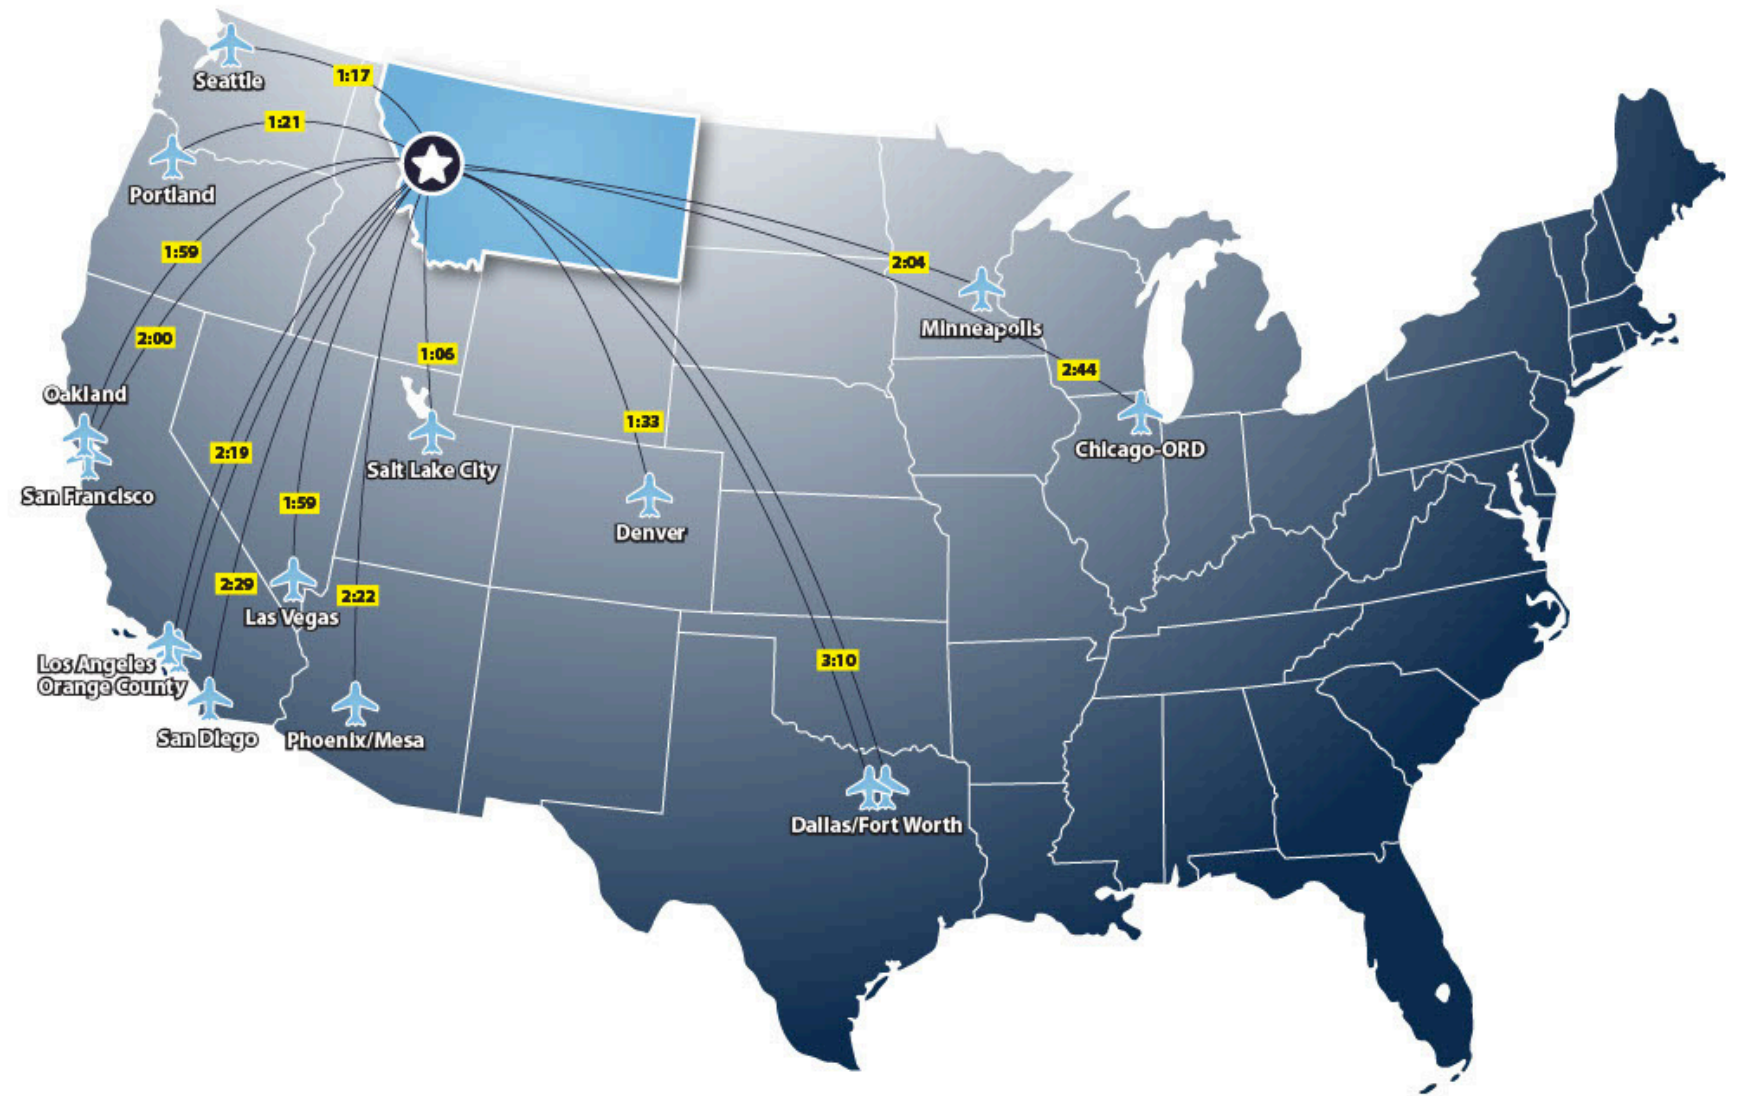 1:17
Seattle
1:21
Portland
1:59
2:04
Minneapolis
2:00
1:06
2:44
Oakland
1:33
Chicago-ORD
2:19
Salt Lake City
San Francisco
1:59
Denver
2:29
2:22
Las Vegas
Los Angeles
Orange County
3:10
San Diego
Phoenix/Mesa
Dallas/Fort Worth